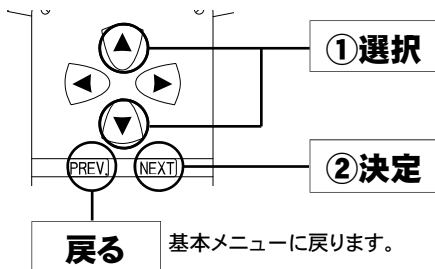 ①選択
PREV.
NEXT
②決定
戻る
基本メニューに戻ります。